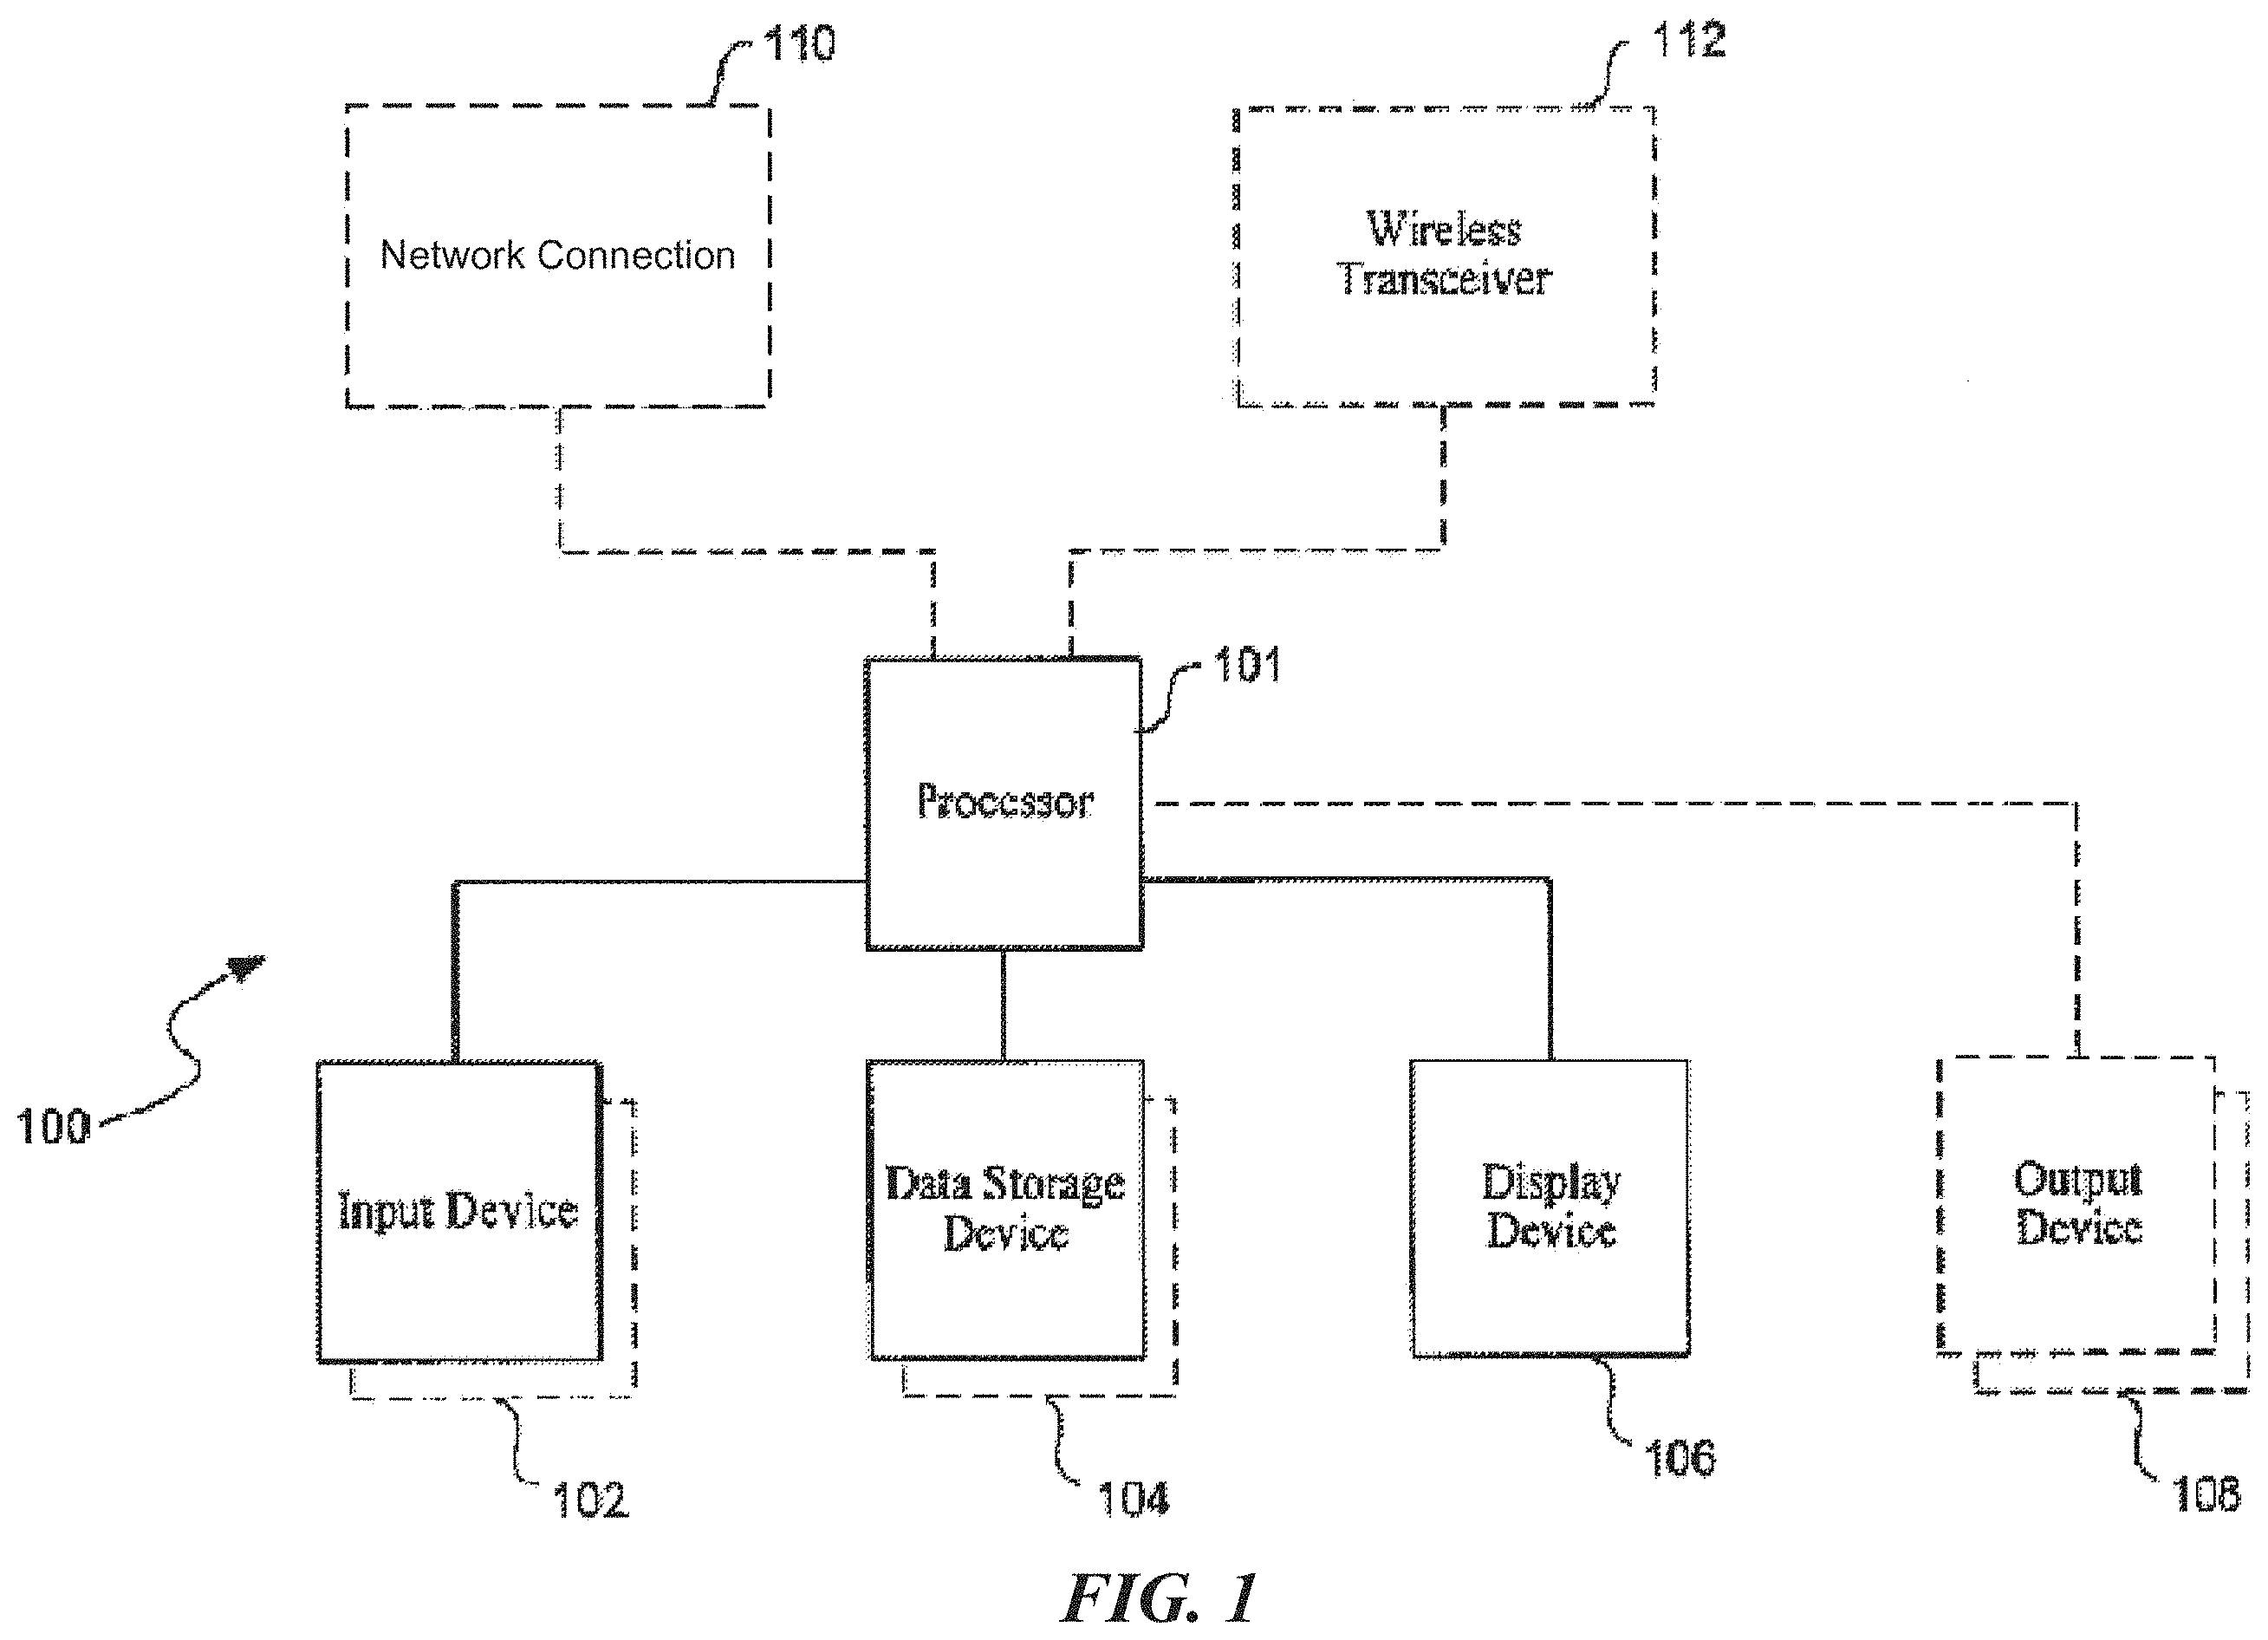 110
112
Network Connection
Wireless
Transceiver
101
Processor
100
Input Device
Data Storage
Device
Display
Device
Output
Device
102
104
106
108
FIG. 1